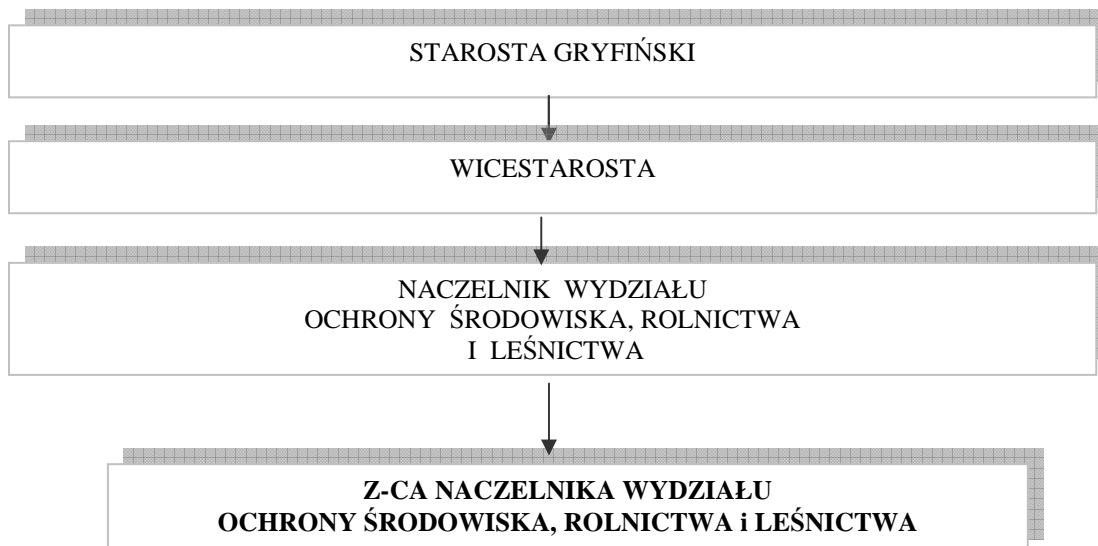 STAROSTA GRYFIŃSKI
WICESTAROSTA
NACZELNIK WYDZIAŁU
OCHRONY ŚRODOWISKA, ROLNICTWA
I LEŚNICTWA
Z-CA NACZELNIKA WYDZIAŁU
OCHRONY ŚRODOWISKA, ROLNICTWA i LEŚNICTWA